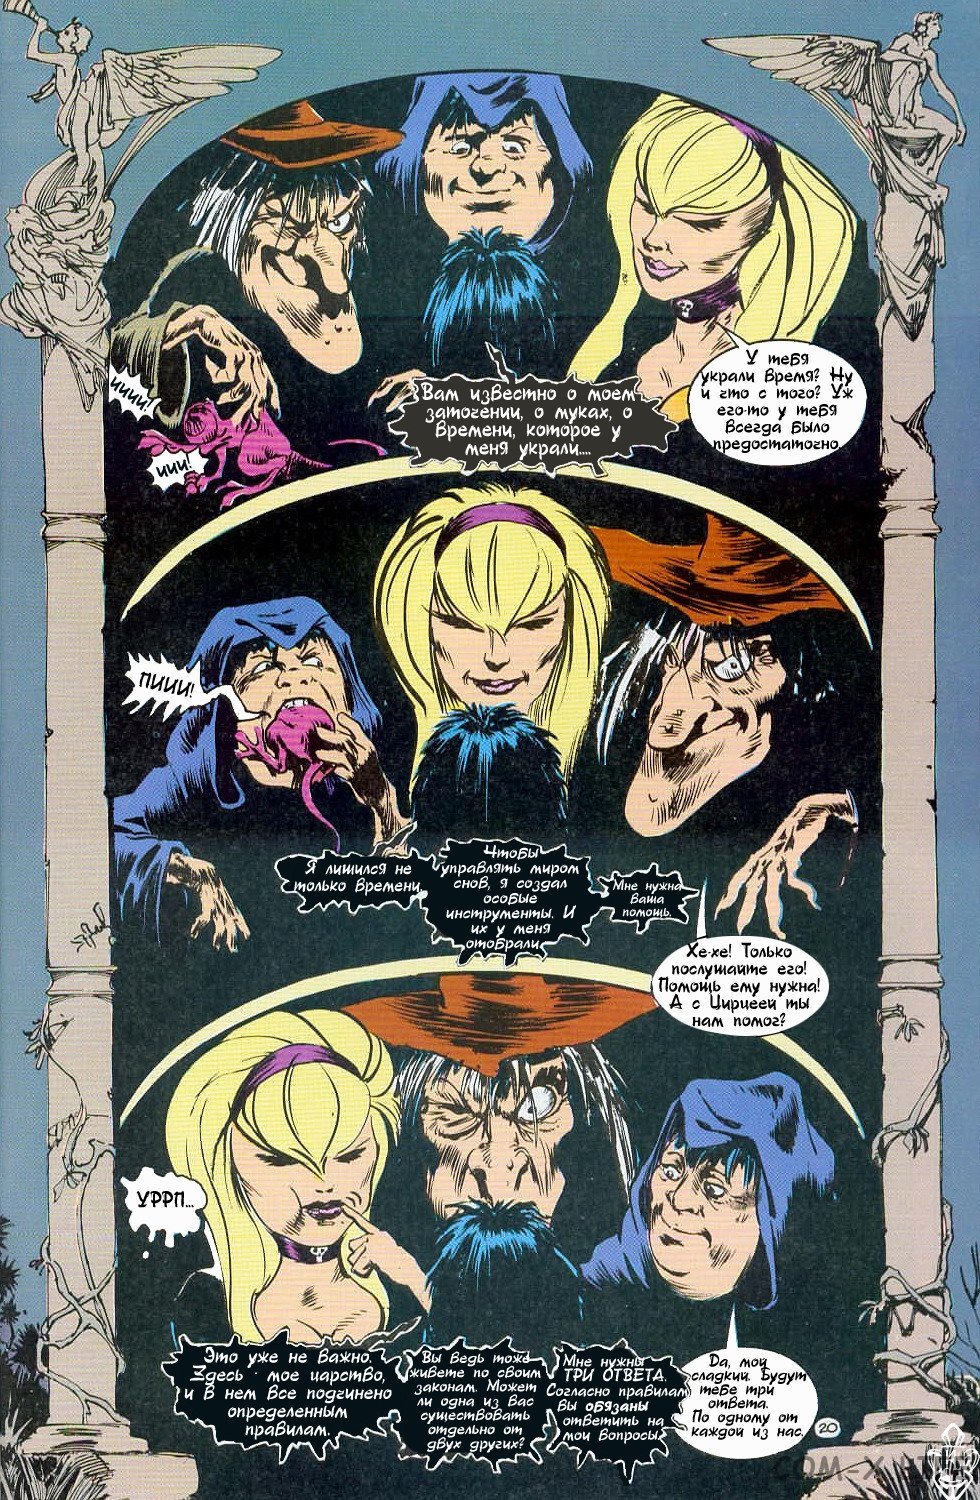 Вам известно о моем
заточении, о муках, о
времени, которое у
меня украли...
У тебя
украли время? Ну
и что с того? Уж
его-то у тебя
всегда было
предостаточно.
ИИИИ!
ИИИ!
ПИИИ!
Я лишился не
только времени.
Чтобы
управлять миром
снов, я создал
особые
инструменты. И
их у меня
отобрали.
Мне нужна
ваша
помощь.
Хе-хе! Только
послушайте его!
Помощь ему нужна!
А с Цирцеей ты
нам помог?
УРРП...
Это уже не важно.
Здесь - мое царство,
и в нем все подчинено
определенным
правилам.
Вы ведь тоже
живете по своим
законам. Может
ли одна из вас
существовать
отдельно от
двух других?
Мне нужны
ТРИ ОТВЕТА.
Согласно правилам
вы обязаны
ответить на
мои вопросы.
Да, мой
сладкий. Будут
тебе три
ответа.
По одному от
каждой из нас.
20